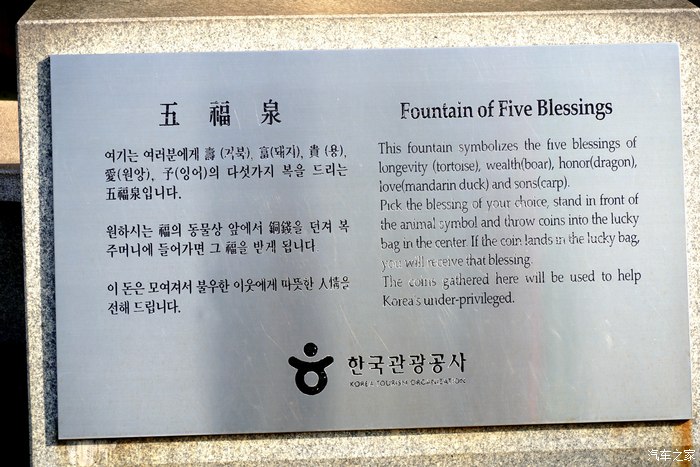 五 福 泉
여기는 여러분에게 壽 (거북), 富(돼지), 貴 (용),
愛(원앙), 子(잉어)의 다섯가지 복을 드리는
五福泉입니다.
원하시는 福의 동물상 앞에서 銅錢을 던져 복
주머니에 들어가면 그 福을 받게 됩니다.
이 돈은 모여져서 불우한 이웃에게 따뜻한 人情을
전해 드립니다.
Fountain of Five Blessings
This fountain symbolizes the five blessings of
longevity (tortoise), wealth(boar), honor(dragon),
love(mandarin duck) and sons(carp).
Pick the blessing of your choice, stand in front of
the animal symbol and throw coins into the lucky
bag in the center. If the coin lands in the lucky bag,
you will receive that blessing.
The coins gathered here will be used to help
Korea's under-privileged.
한국관광공사
KOREA TOURISM ORGANIZATION
汽车之家